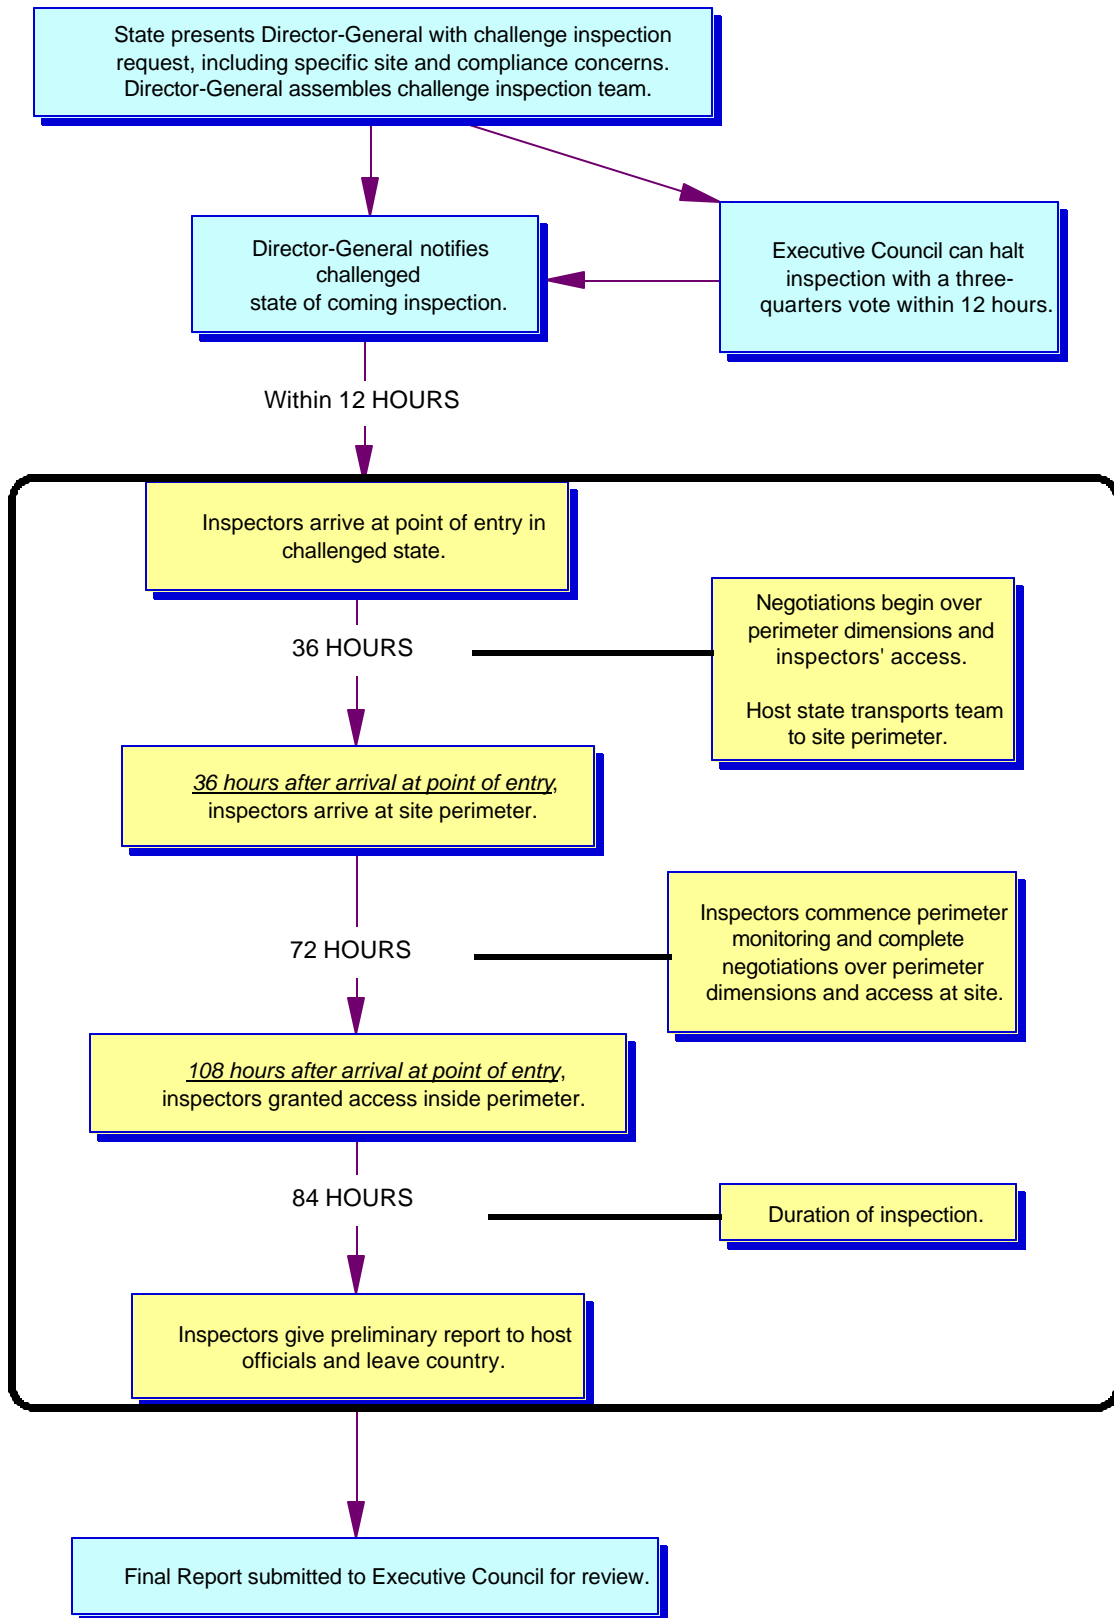 State presents Director-General with challenge inspection
request, including specific site and compliance concerns.
Director-General assembles challenge inspection team.
Director-General notifies
challenged
state of coming inspection.
Executive Council can halt
inspection with a three-
quarters vote within 12 hours.
Within 12 HOURS
Inspectors arrive at point of entry in
challenged state.
36 HOURS
Negotiations begin over
perimeter dimensions and
inspectors' access.
Host state transports team
to site perimeter.
36 hours after arrival at point of entry,
inspectors arrive at site perimeter.
72 HOURS
Inspectors commence perimeter
monitoring and complete
negotiations over perimeter
dimensions and access at site.
108 hours after arrival at point of entry,
inspectors granted access inside perimeter.
84 HOURS
Duration of inspection.
Inspectors give preliminary report to host
officials and leave country.
Final Report submitted to Executive Council for review.